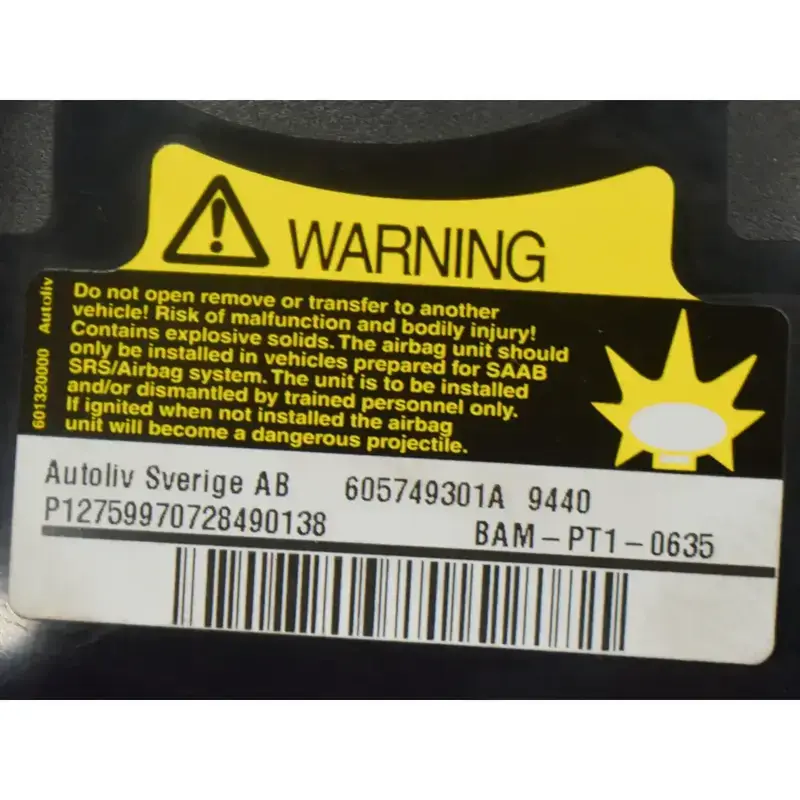 WARNING
Do not open remove or transfer to another
vehicle! Risk of malfunction and bodily injury!
Contains explosive solids. The airbag unit should
only be installed in vehicles prepared for SAAB
SRS/Airbag system. The unit is to be installed
and/or dismantled by trained personnel only.
If ignited when not installed the airbag
unit will become a dangerous projectile.
601320000 Autoliv
Autoliv Sverige AB 605749301A 9440
P12759970728490138 BAM-PT1-0635